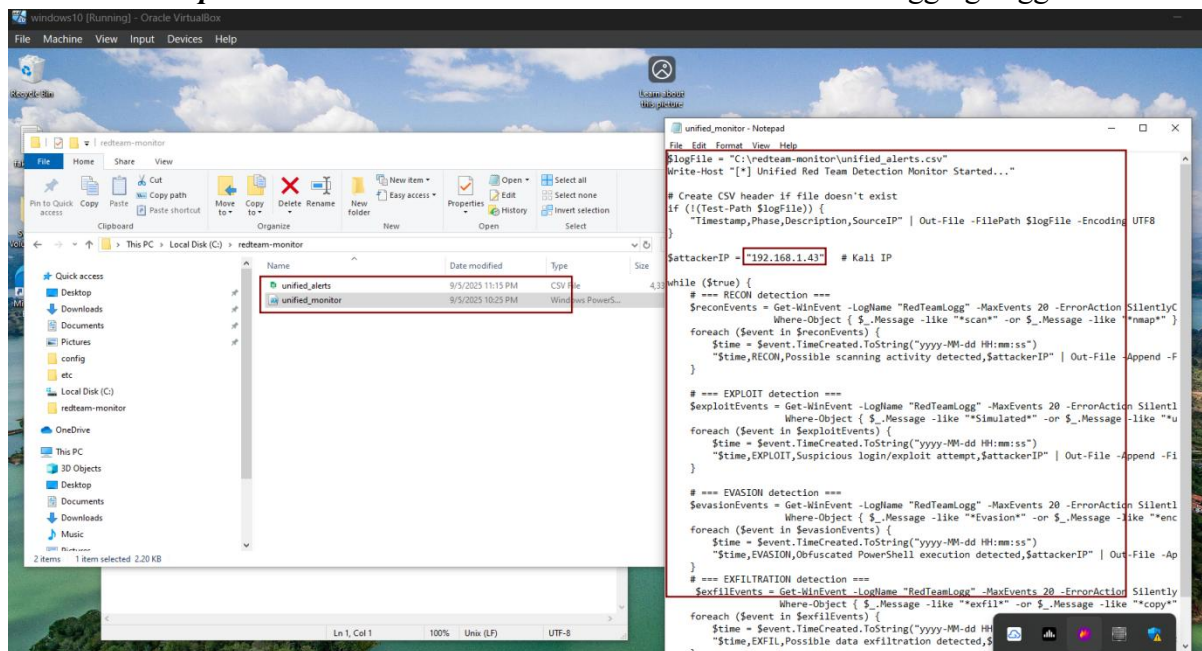 windows10 [Running] - Oracle VirtualBox
File Machine View Input Devices Help
Recycle Bin
Learn about
this picture
redteam-monitor
File Home Share View
Pin to Quick
access
Copy
Paste
Cut
Copy path
Paste shortcut
Move
to
Copy
to
Delete
Rename
New
folder
New item
Easy access
Properties
Open
Edit
History
Select all
Select none
Invert selection
Clipboard
Organize
New
Open
Select
This PC > Local Disk (C:) > redteam-monitor
Name Date modified Type Size
unified_alerts 9/5/2025 11:15 PM CSV File 4,33
unified_monitor 9/5/2025 10:25 PM Windows PowerS...
Quick access
Desktop
Downloads
Documents
Pictures
config
etc
Local Disk (C:)
redteam-monitor
OneDrive
This PC
3D Objects
Desktop
Documents
Downloads
Music
2 items 1 item selected 2.20 KB
Ln 1, Col 1 100% Unix (LF) UTF-8
unified_monitor - Notepad
File Edit Format View Help
$logFile = "C:\redteam-monitor\unified_alerts.csv"
Write-Host "[*] Unified Red Team Detection Monitor Started..."
# Create CSV header if file doesn't exist
if (!(Test-Path $logFile)) {
"Timestamp,Phase,Description,SourceIP" | Out-File -FilePath $logFile -Encoding UTF8
}
$attackerIP = "192.168.1.43" # Kali IP
while ($true) {
# === RECON detection ===
$reconEvents = Get-WinEvent -LogName "RedTeamLogg" -MaxEvents 20 -ErrorAction SilentlyC
Where-Object { $_.Message -like "*scan*" -or $_.Message -like "*nmap*" }
foreach ($event in $reconEvents) {
$time = $event.TimeCreated.ToString("yyyy-MM-dd HH:mm:ss")
"$time,RECON,Possible scanning activity detected,$attackerIP" | Out-File -Append -F
}
# === EXPLOIT detection ===
$exploitEvents = Get-WinEvent -LogName "RedTeamLogg" -MaxEvents 20 -ErrorAction Silentl
Where-Object { $_.Message -like "*Simulated*" -or $_.Message -like "*u
foreach ($event in $exploitEvents) {
$time = $event.TimeCreated.ToString("yyyy-MM-dd HH:mm:ss")
"$time,EXPLOIT,Suspicious login/exploit attempt,$attackerIP" | Out-File -Append -Fi
}
# === EVASION detection ===
$evasionEvents = Get-WinEvent -LogName "RedTeamLogg" -MaxEvents 20 -ErrorAction Silentl
Where-Object { $_.Message -like "*Evasion*" -or $_.Message -like "*enc
foreach ($event in $evasionEvents) {
$time = $event.TimeCreated.ToString("yyyy-MM-dd HH:mm:ss")
"$time,EVASION,Obfuscated PowerShell execution detected,$attackerIP" | Out-File -Ap
}
# === EXFILTRATION detection ===
$exfilEvents = Get-WinEvent -LogName "RedTeamLogg" -MaxEvents 20 -ErrorAction Silently
Where-Object { $_.Message -like "*exfil*" -or $_.Message -like "*copy*"
foreach ($event in $exfilEvents) {
$time = $event.TimeCreated.ToString("yyyy-MM-dd HH
"$time,EXFIL,Possible data exfiltration detected,$